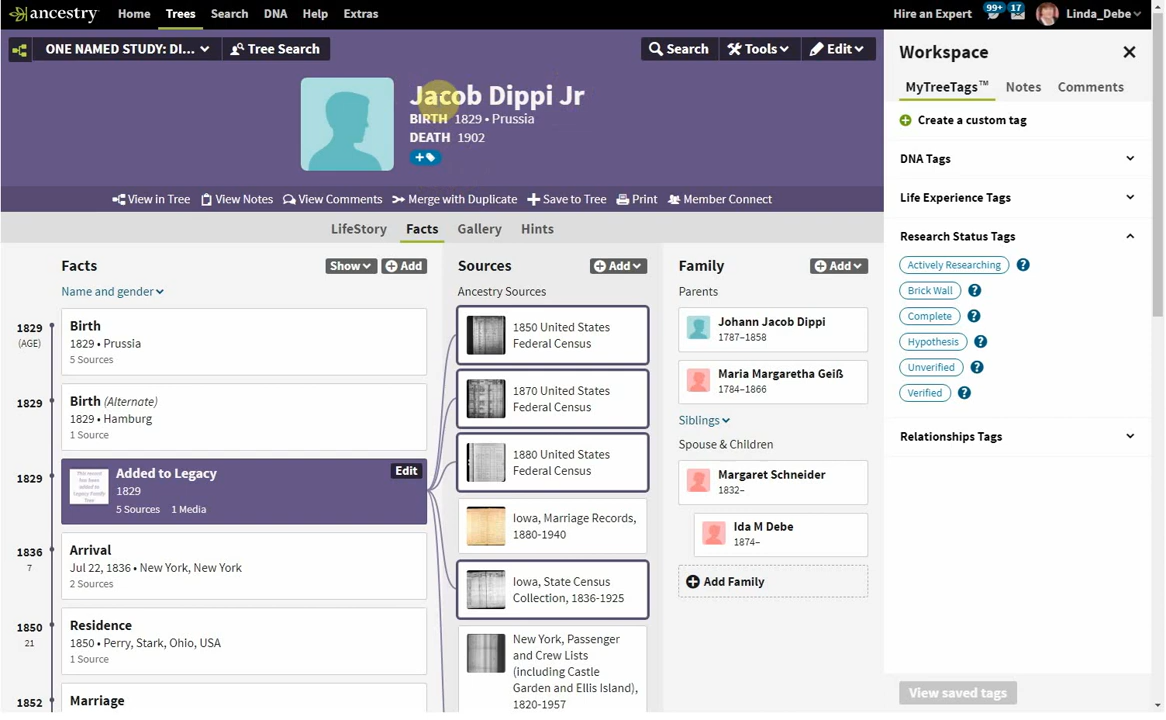 ancestry
Home Trees Search DNA Help Extras
Hire an Expert 99+ 17 Linda_Debe
ONE NAMED STUDY: DI... Tree Search
Search Tools Edit
Jacob Dippi Jr
BIRTH 1829 • Prussia
DEATH 1902
View in Tree View Notes View Comments Merge with Duplicate Save to Tree Print Member Connect
LifeStory Facts Gallery Hints
Facts
Show Add
Name and gender
1829
(AGE)
Birth
1829 • Prussia
5 Sources
1829
Birth (Alternate)
1829 • Hamburg
1 Source
1829
This record
has been
added to
Legacy Family
Tree
Added to Legacy
Edit
1829
5 Sources 1 Media
1836
7
Arrival
Jul 22, 1836 • New York, New York
2 Sources
1850
21
Residence
1850 • Perry, Stark, Ohio, USA
1 Source
1852
Marriage
Sources
Add
Ancestry Sources
1850 United States
Federal Census
1870 United States
Federal Census
1880 United States
Federal Census
Iowa, Marriage Records,
1880-1940
Iowa, State Census
Collection, 1836-1925
New York, Passenger
and Crew Lists
(including Castle
Garden and Ellis Island),
1820-1957
Family
Add
Parents
Johann Jacob Dippi
1787–1858
Maria Margaretha Geiß
1784–1866
Siblings
Spouse & Children
Margaret Schneider
1832–
Ida M Debe
1874–
Add Family
Workspace
MyTreeTags™ Notes Comments
Create a custom tag
DNA Tags
Life Experience Tags
Research Status Tags
Actively Researching ?
Brick Wall ?
Complete ?
Hypothesis ?
Unverified ?
Verified ?
Relationships Tags
View saved tags